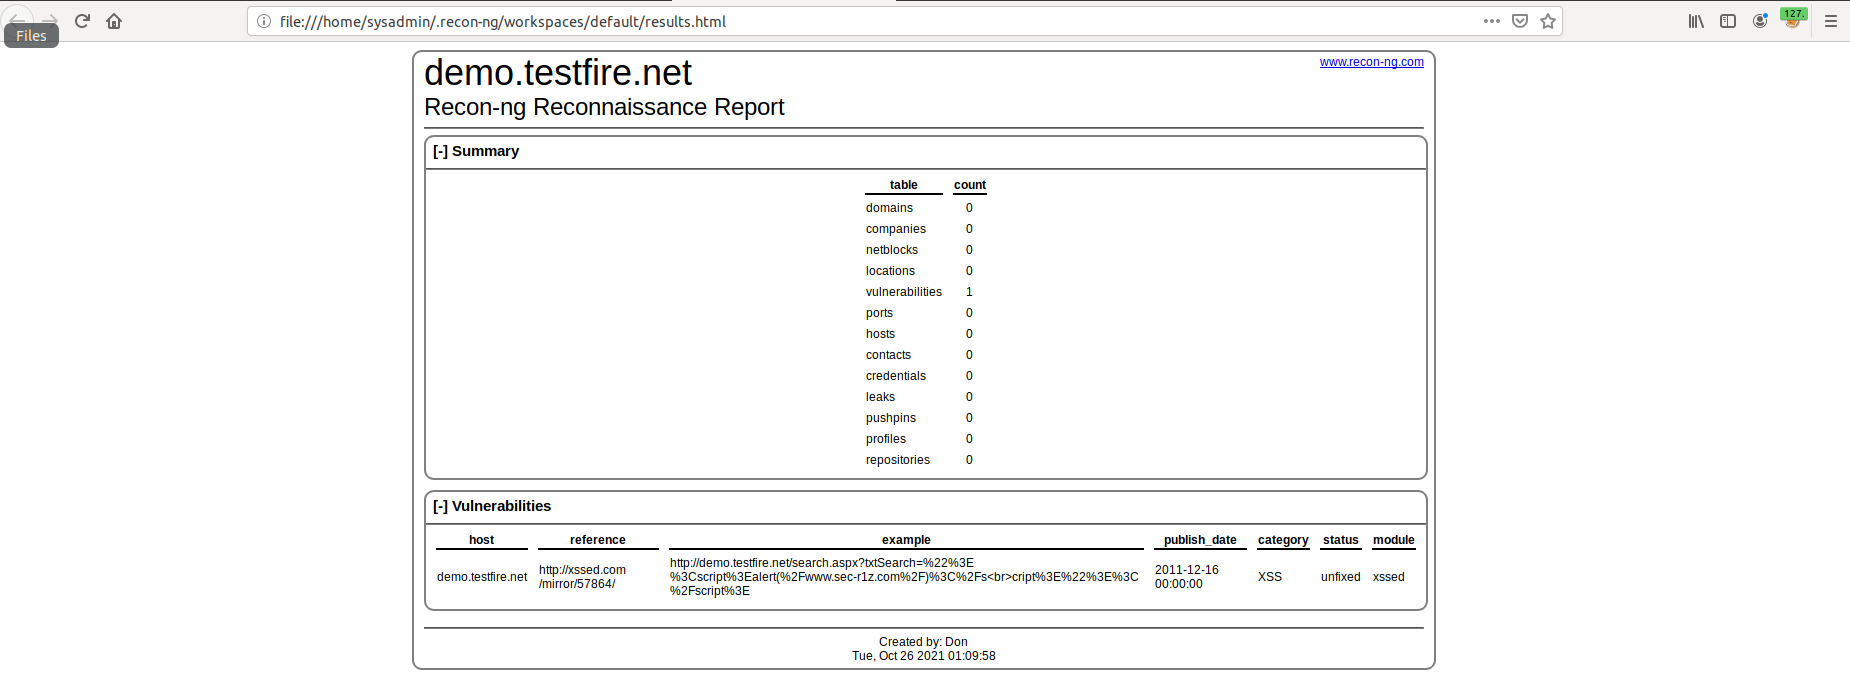 file:///home/sysadmin/.recon-ng/workspaces/default/results.html
127.
Files
demo.testfire.net
www.recon-ng.com
Recon-ng Reconnaissance Report
[-] Summary
table count
domains 0
companies 0
netblocks 0
locations 0
vulnerabilities 1
ports 0
hosts 0
contacts 0
credentials 0
leaks 0
pushpins 0
profiles 0
repositories 0
[-] Vulnerabilities
host reference example publish_date category status module
demo.testfire.net
http://xssed.com
/mirror/57864/
http://demo.testfire.net/search.aspx?txtSearch=%22%3E
%3Cscript%3Ealert(%2Fwww.sec-r1z.com%2F)%3C%2Fs<br>cript%3E%22%3E%3C
%2Fscript%3E
2011-12-16
00:00:00
XSS
unfixed
xssed
Created by: Don
Tue, Oct 26 2021 01:09:58